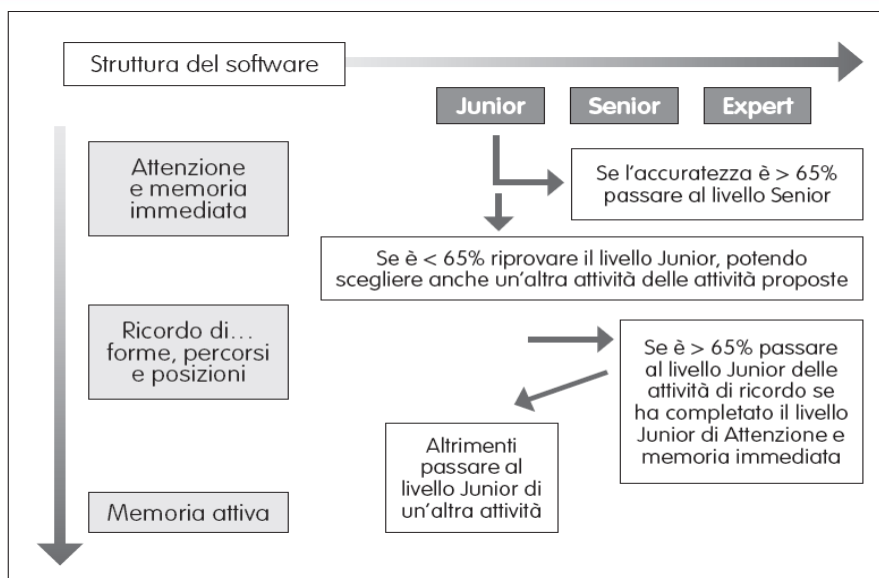 Struttura del software
Junior
Senior
Expert
Attenzione
e memoria
immediata
Se l'accuratezza è > 65%
passare al livello Senior
Se è < 65% riprovare il livello Junior, potendo
scegliere anche un'altra attività delle attività proposte
Ricordo di...
forme, percorsi
e posizioni
Se è > 65% passare
al livello Junior delle
attività di ricordo se
ha completato il livello
Junior di Attenzione e
memoria immediata
Altrimenti
passare al
livello Junior di
un'altra attività
Memoria attiva